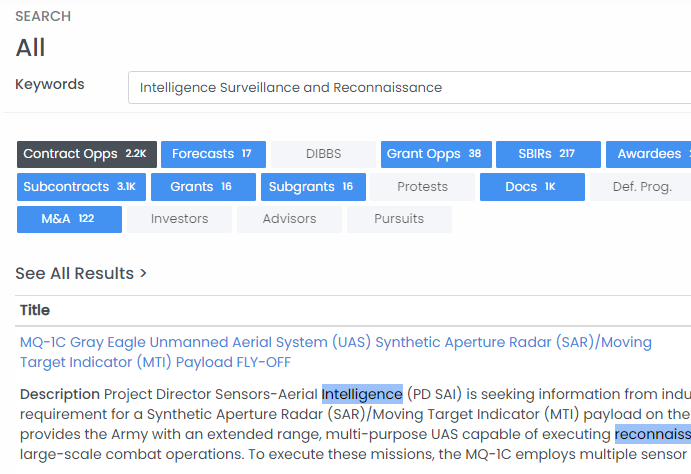 SEARCH
All
Keywords
Intelligence Surveillance and Reconnaissance
Contract Opps 2.2K Forecasts 17 DIBBS Grant Opps 38 SBIRs 217 Awardees
Subcontracts 3.1K Grants 16 Subgrants 16 Protests Docs 1K Def. Prog.
M&A 122 Investors Advisors Pursuits
See All Results >
Title
MQ-1C Gray Eagle Unmanned Aerial System (UAS) Synthetic Aperture Radar (SAR)/Moving
Target Indicator (MTI) Payload FLY-OFF
Description Project Director Sensors-Aerial Intelligence (PD SAI) is seeking information from indu
requirement for a Synthetic Aperture Radar (SAR)/Moving Target Indicator (MTI) payload on the
provides the Army with an extended range, multi-purpose UAS capable of executing reconnaiss
large-scale combat operations. To execute these missions, the MQ-1C employs multiple sensor